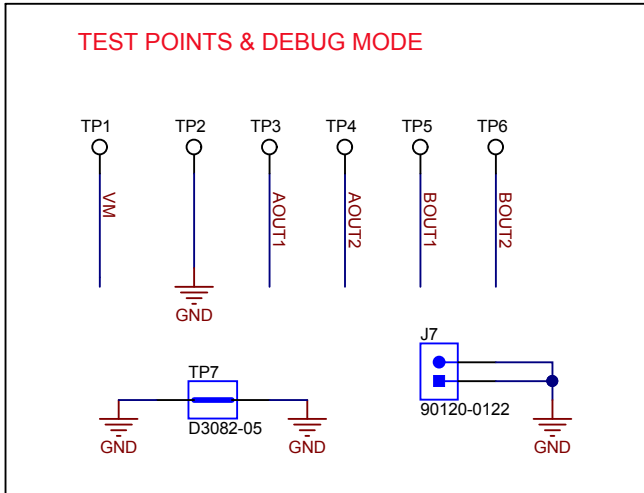 TEST POINTS & DEBUG MODE
TP1 TP2 TP3 TP4 TP5 TP6
VM AOUT1 AOUT2 BOUT1 BOUT2
GND
J7
TP7
90120-0122
D3082-05
GND GND GND